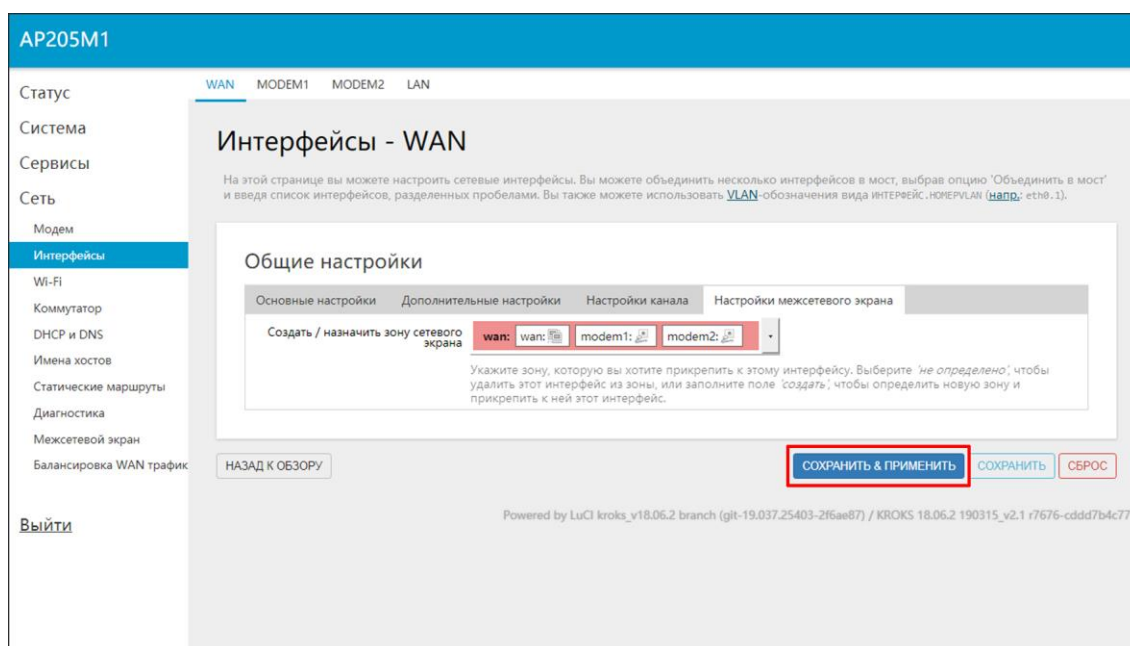 AP205M1
WAN MODEM1 MODEM2 LAN
Статус
Система
Сервисы
Сеть
Модем
Интерфейсы
Wi-Fi
Коммутатор
DHCP и DNS
Имена хостов
Статические маршруты
Диагностика
Межсетевой экран
Балансировка WAN трафик
Выйти
Интерфейсы - WAN
На этой странице вы можете настроить сетевые интерфейсы. Вы можете объединить несколько интерфейсов в мост, выбрав опцию 'Объединить в мост'
и введя список интерфейсов, разделенных пробелами. Вы также можете использовать VLAN-обозначения вида ИНТЕРФЕЙС.НОМЕРVLAN (напр.: eth0.1).
Общие настройки
Основные настройки Дополнительные настройки Настройки канала Настройки межсетевого экрана
Создать / назначить зону сетевого
экрана
wan: wan: modem1: modem2:
Укажите зону, которую вы хотите прикрепить к этому интерфейсу. Выберите 'не определено', чтобы
удалить этот интерфейс из зоны, или заполните поле 'создать', чтобы определить новую зону и
прикрепить к ней этот интерфейс.
НАЗАД К ОБЗОРУ СОХРАНИТЬ & ПРИМЕНИТЬ СОХРАНИТЬ СБРОС
Powered by LuCI kroks_v18.06.2 branch (git-19.037.25403-2f6ae87) / KROKS 18.06.2 190315_v2.1 r7676-cddd7b4c77